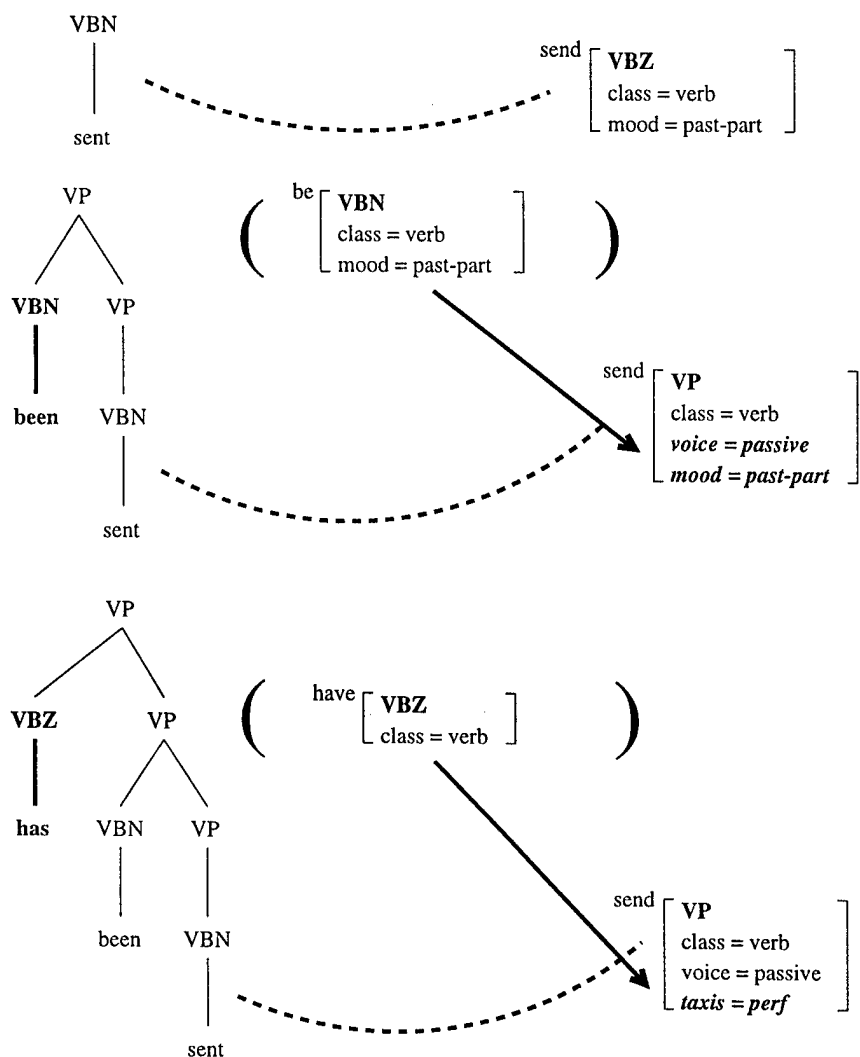 VBN
sent
send
VBZ
class = verb
mood = past-part
VP
VBN VP
been VBN
sent
( be )
VBN
class = verb
mood = past-part
send
VP
class = verb
voice = passive
mood = past-part
VP
VBZ VP
has VBN VP
been VBN
sent
( have )
VBZ
class = verb
send
VP
class = verb
voice = passive
taxis = perf